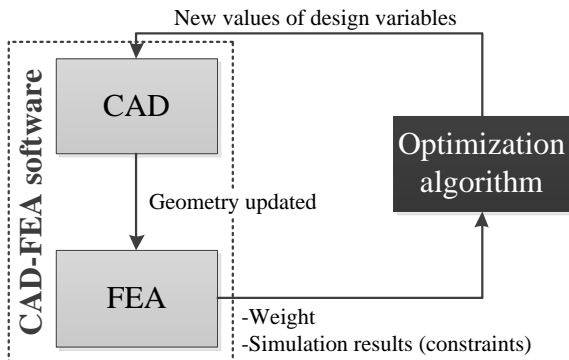 New values of design variables
CAD-FEA software
CAD
Optimization
algorithm
Geometry updated
FEA
-Weight
-Simulation results (constraints)